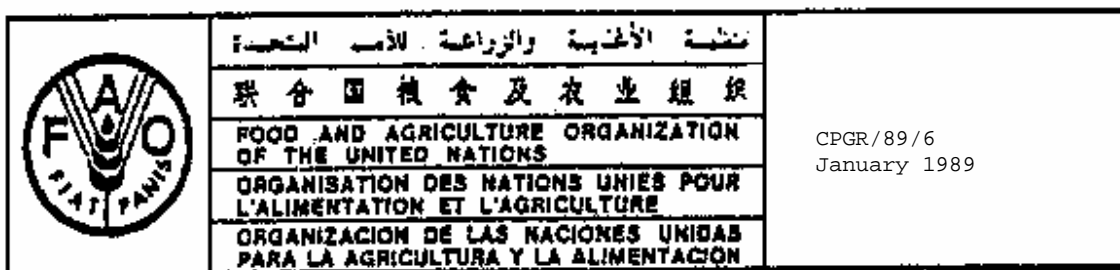 FAO
FIAT PANIS
منظمة الأغذية والزراعة للأمم المتحدة
联合国粮食及农业组织
FOOD AND AGRICULTURE ORGANIZATION
OF THE UNITED NATIONS
ORGANISATION DES NATIONS UNIES POUR
L'ALIMENTATION ET L'AGRICULTURE
ORGANIZACION DE LAS NACIONES UNIDAS
PARA LA AGRICULTURA Y LA ALIMENTACION
CPGR/89/6
January 1989